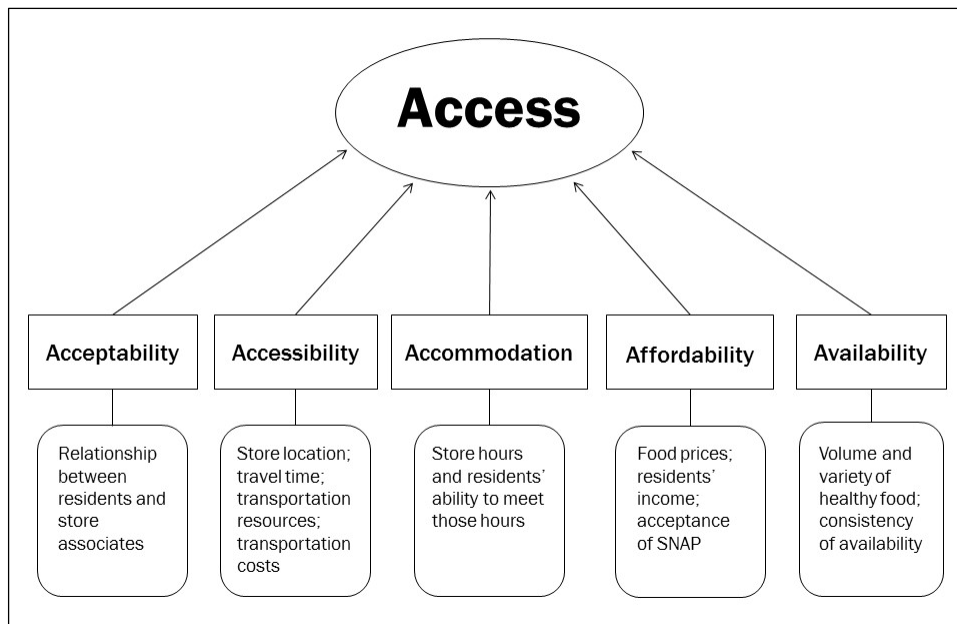 Access
Acceptability
Accessibility
Accommodation
Affordability
Availability
Relationship
between
residents and
store
associates
Store location;
travel time;
transportation
resources;
transportation
costs
Store hours
and residents’
ability to meet
those hours
Food prices;
residents’
income;
acceptance
of SNAP
Volume and
variety of
healthy food;
consistency
of availability